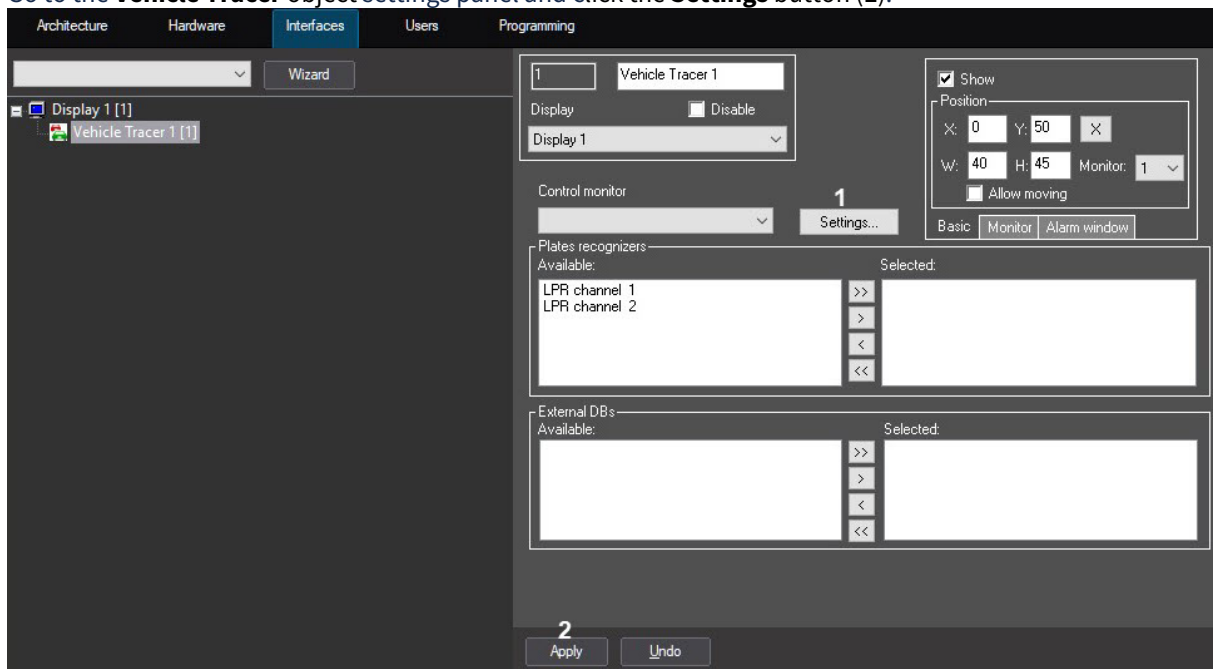 Go to the Vehicle Tracer object settings panel and click the Settings button (1).
Architecture Hardware Interfaces Users Programming
Wizard
Display 1 [1]
Vehicle Tracer 1 [1]
1 Vehicle Tracer 1
Display Disable
Display 1
Show
Position
X: 0 Y: 50 X
W: 40 H: 45 Monitor: 1
Allow moving
Basic Monitor Alarm window
Control monitor
1
Settings...
Plates recognizers
Available: Selected:
LPR channel 1
LPR channel 2
>>
>
<
<<
External DBs
Available: Selected:
>>
>
<
<<
2
Apply Undo